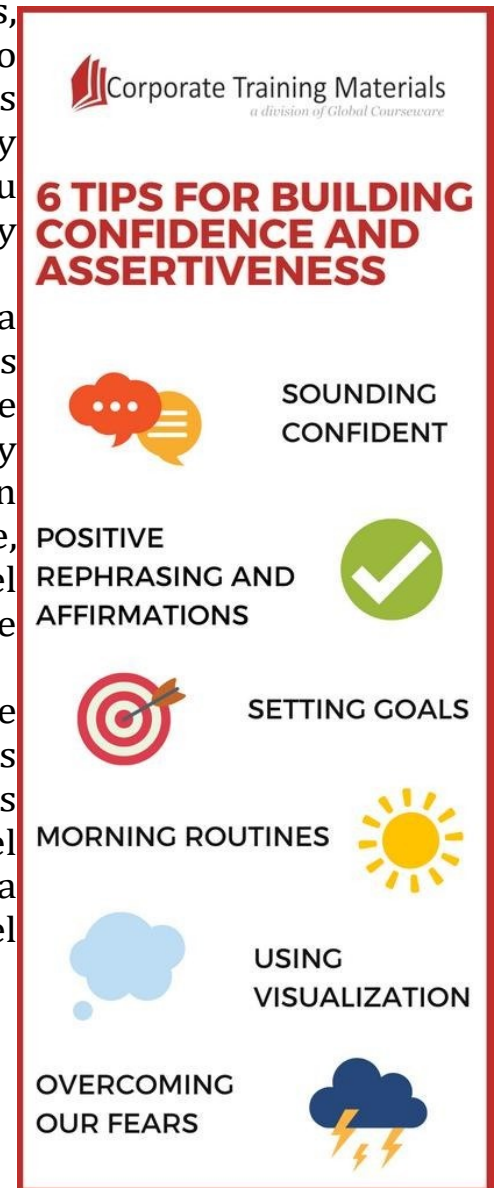 Corporate Training Materials
a division of Global Courseware
6 TIPS FOR BUILDING
CONFIDENCE AND
ASSERTIVENESS
SOUNDING
CONFIDENT
POSITIVE
REPHRASING AND
AFFIRMATIONS
SETTING GOALS
MORNING ROUTINES
USING
VISUALIZATION
OVERCOMING
OUR FEARS